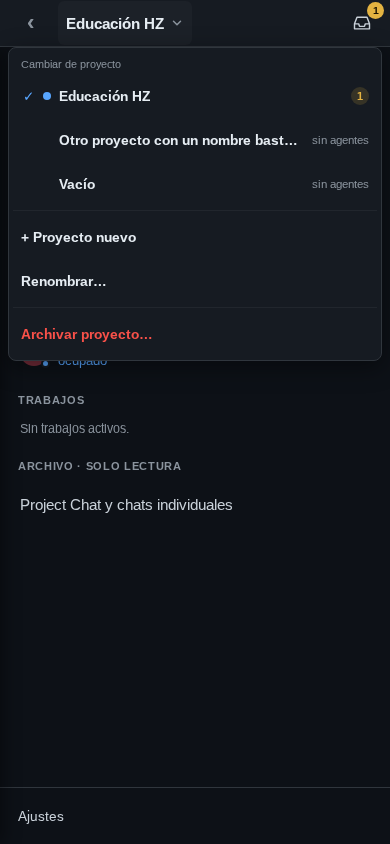 Educación HZ
1
Cambiar de proyecto
Educación HZ
1
Otro proyecto con un nombre bast... sin agentes
Vacío sin agentes
+ Proyecto nuevo
Renombrar...
Archivar proyecto...
ocupado
TRABAJOS
Sin trabajos activos.
ARCHIVO · SOLO LECTURA
Project Chat y chats individuales
Ajustes